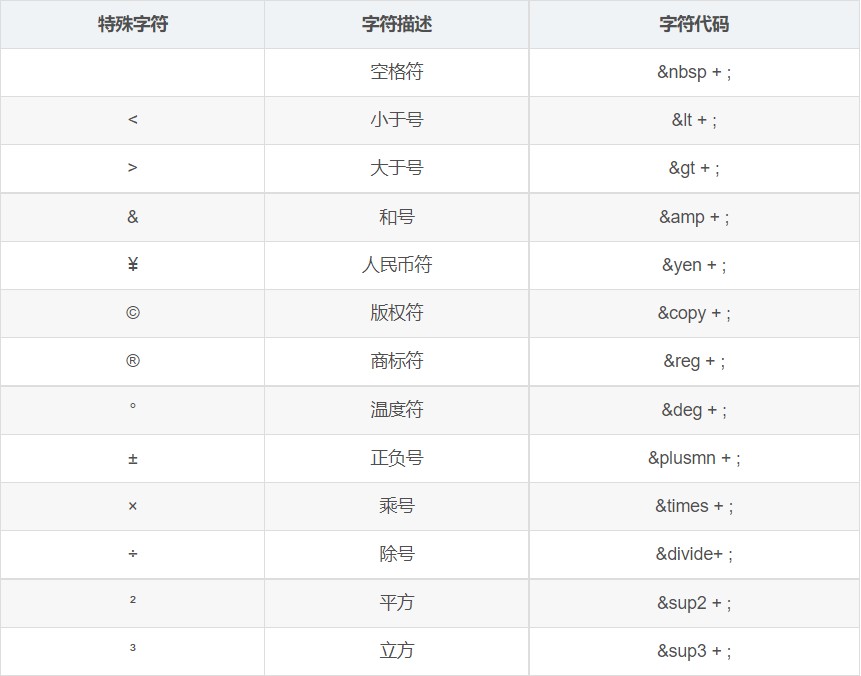 特殊字符 字符描述 字符代码
空格符 &nbsp + ;
< 小于号 &lt + ;
> 大于号 &gt + ;
& 和号 &amp + ;
¥ 人民币符 &yen + ;
© 版权符 &copy + ;
® 商标符 &reg + ;
° 温度符 &deg + ;
± 正负号 &plusmn + ;
× 乘号 &times + ;
÷ 除号 &divide+ ;
² 平方 &sup2 + ;
³ 立方 &sup3 + ;